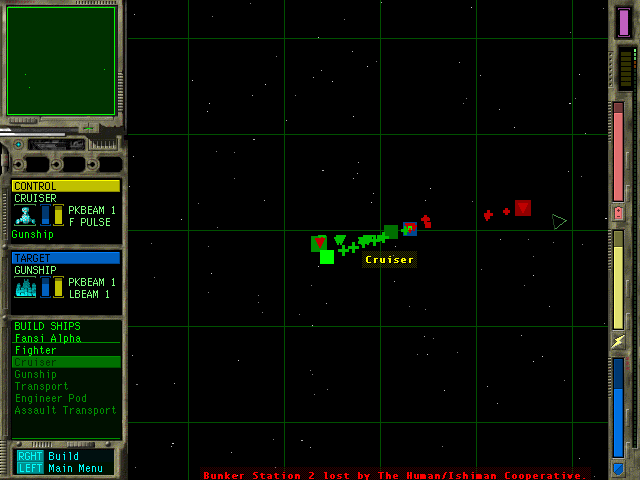 CONTROL
CRUISER
PKBEAM 1
F PULSE
Gunship
TARGET
GUNSHIP
PKBEAM 1
LBEAM 1
BUILD SHIPS
Fansi Alpha
Fighter
Cruiser
Gunship
Transport
Engineer Pod
Assault Transport
RGHT Build
LEFT Main Menu
Cruiser
Bunker Station 2 lost by The Human/Ishiman Cooperative.